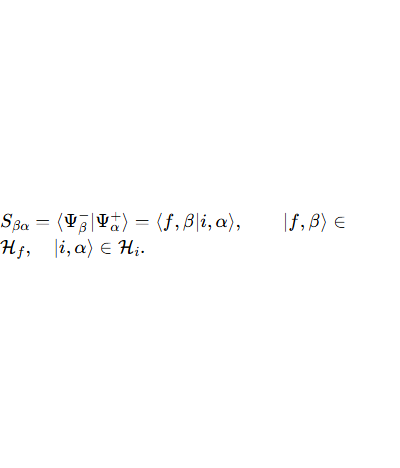 $S_{\beta\alpha} = \langle\Psi_\beta^-|\Psi_\alpha^+\rangle = \langle f,\beta|i,\alpha\rangle, \qquad |f,\beta\rangle \in$
$\mathcal{H}_f, \quad |i,\alpha\rangle \in \mathcal{H}_i.$